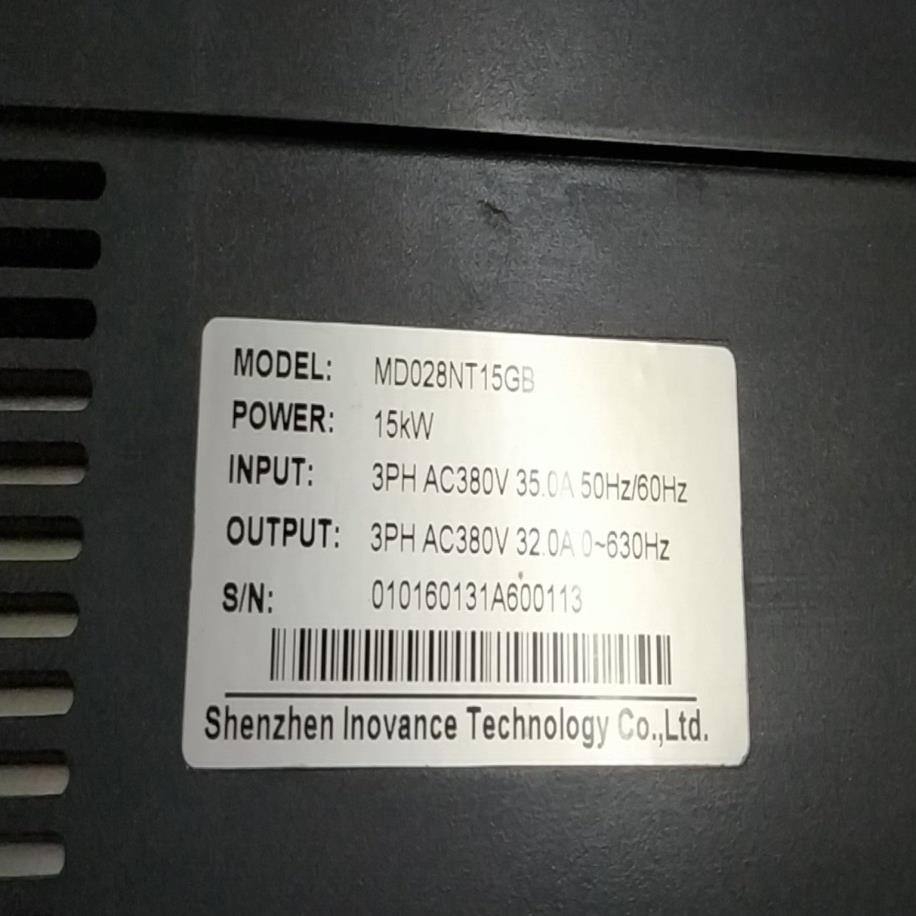 MODEL: MD028NT15GB
POWER: 15kW
INPUT: 3PH AC380V 35.0A 50Hz/60Hz
OUTPUT: 3PH AC380V 32.0A 0~630Hz
S/N: 010160131A600113
Shenzhen Inovance Technology Co.,Ltd.